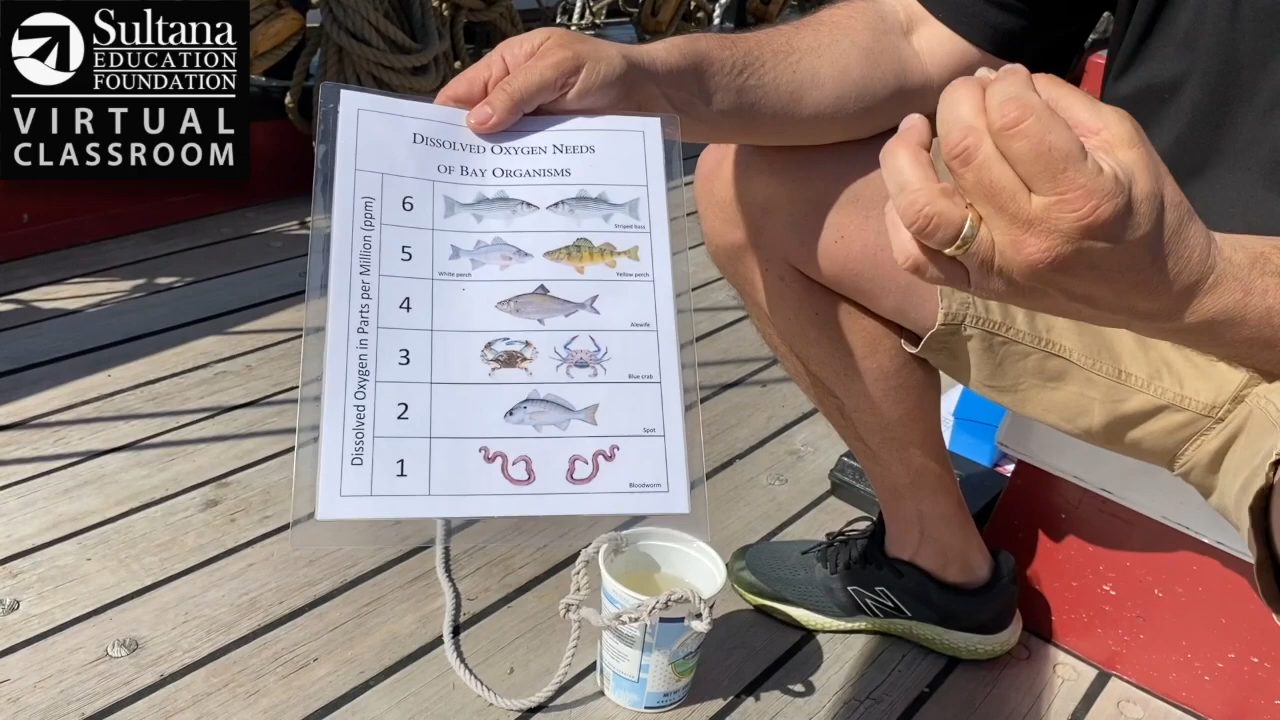 Sultana
EDUCATION
FOUNDATION
VIRTUAL
CLASSROOM
DISSOLVED OXYGEN NEEDS
OF BAY ORGANISMS
Dissolved Oxygen in Parts per Million (ppm)
6
Striped bass
5
White perch
Yellow perch
4
Alewife
3
Blue crab
2
Spot
1
Bloodworm
N